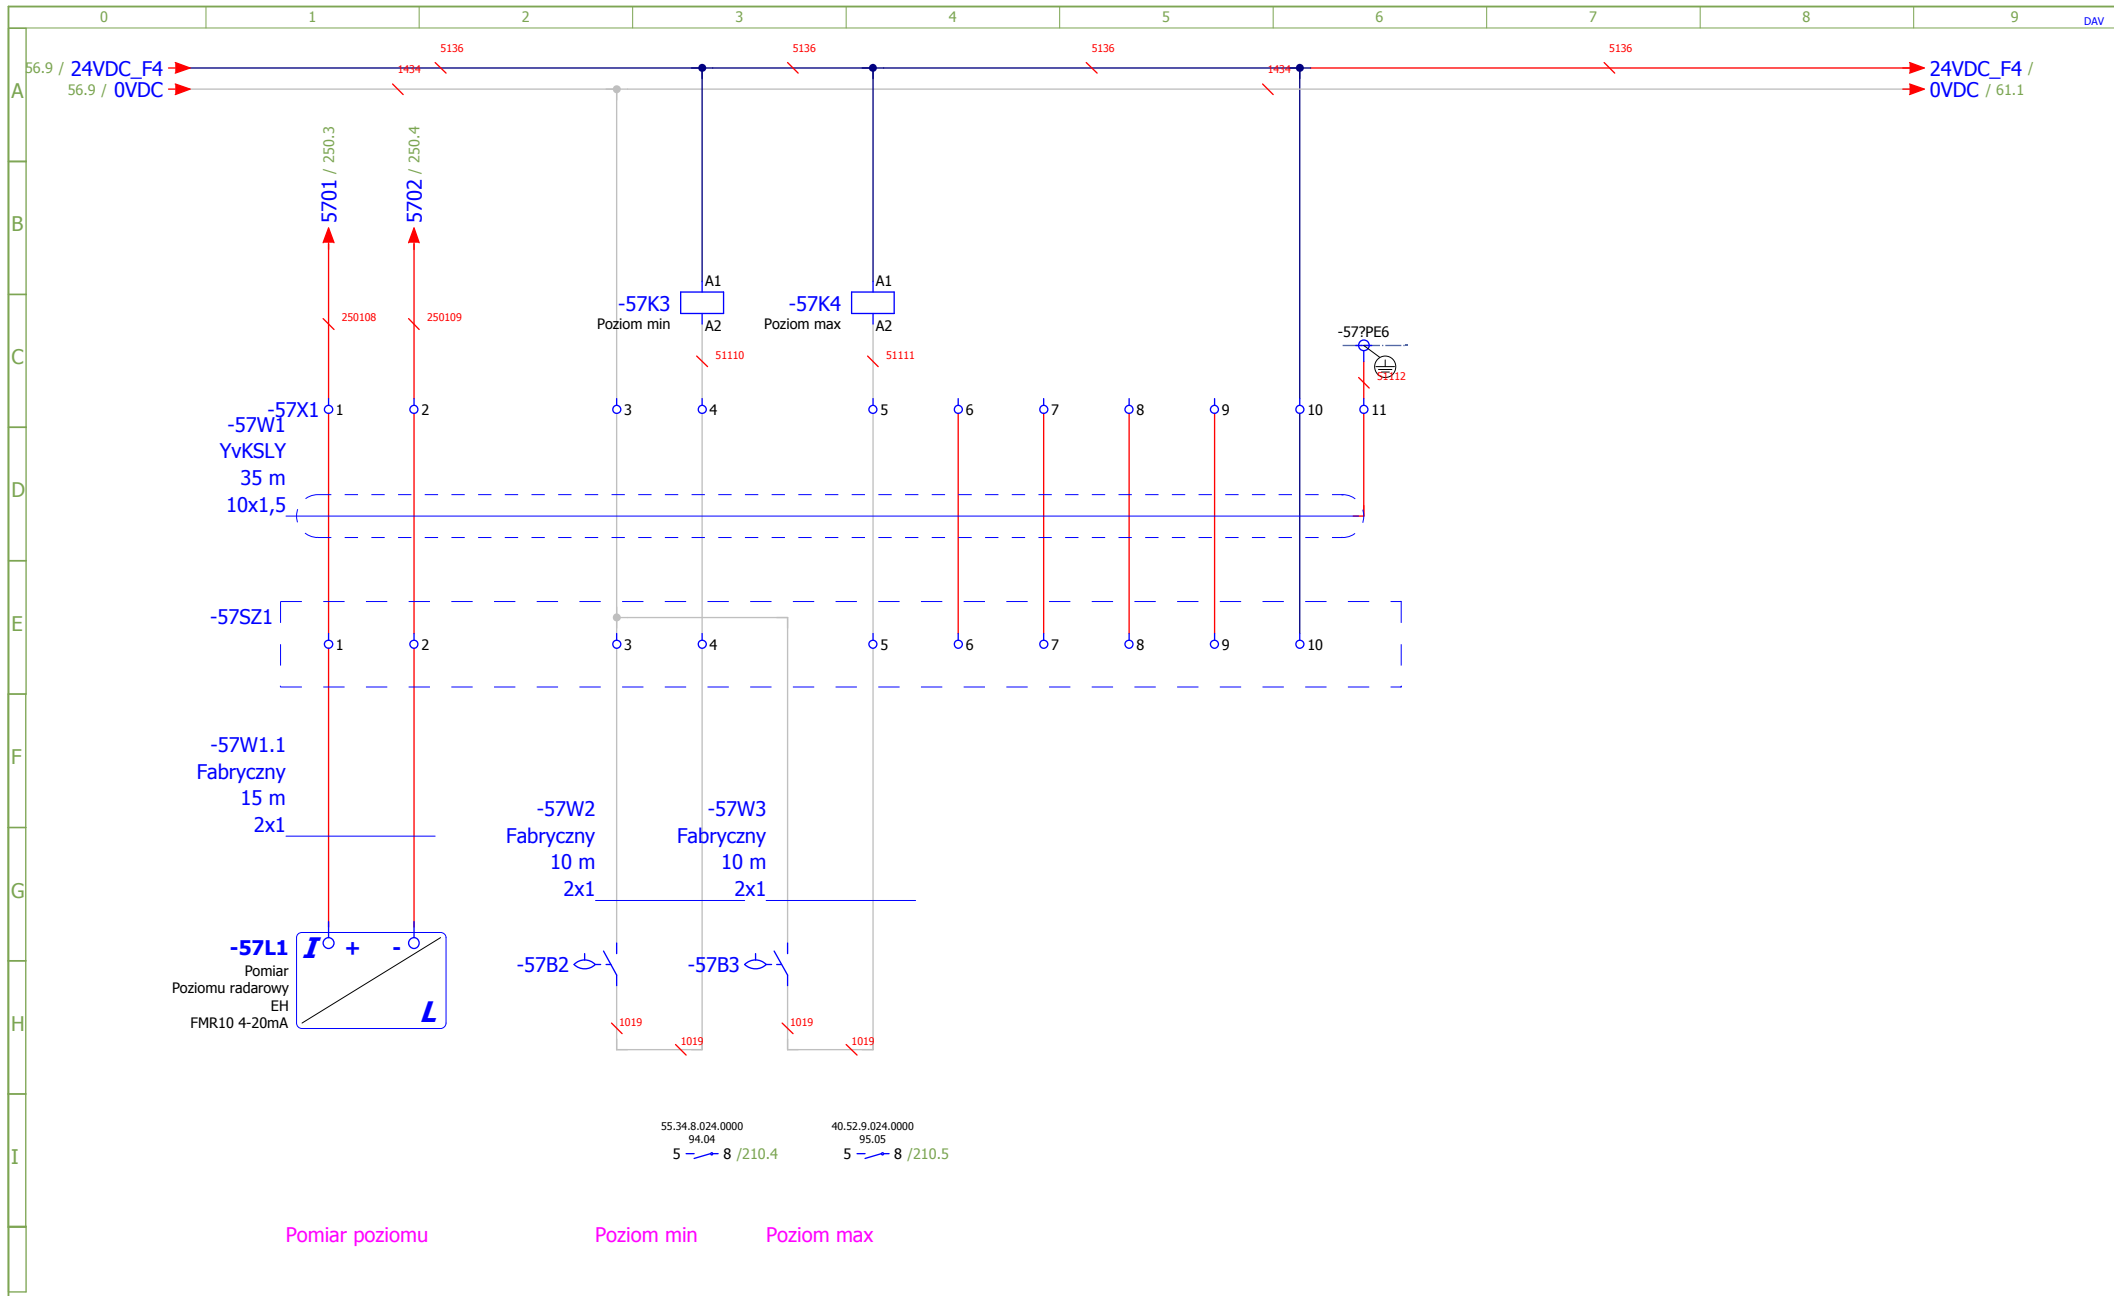 0 1 2 3 4 5 6 7 8 9 DAV
A
B
C
D
E
F
G
H
I
5136 5136 5136 5136
56.9 / 24VDC_F4
24VDC_F4 /
1434 1434
56.9 / 0VDC
0VDC / 61.1
5701 / 250.3
5702 / 250.4
250108
250109
-57K3
Poziom min
A1
A2
51110
-57K4
Poziom max
A1
A2
51111
-57?PE6
51112
-57X1 1 2 3 4 5 6 7 8 9 10 11
-57W1
YvKSLY
35 m
10x1,5
-57SZ1
1 2 3 4 5 6 7 8 9 10
-57W1.1
Fabryczny
15 m
2x1
-57W2
Fabryczny
10 m
2x1
-57W3
Fabryczny
10 m
2x1
-57L1
I + -
L
Pomiar
Poziomu radarowy
EH
FMR10 4-20mA
-57B2
-57B3
1019 1019
1019 1019
55.34.8.024.0000
94.04
5 8 /210.4
40.52.9.024.0000
95.05
5 8 /210.5
Pomiar poziomu
Poziom min
Poziom max